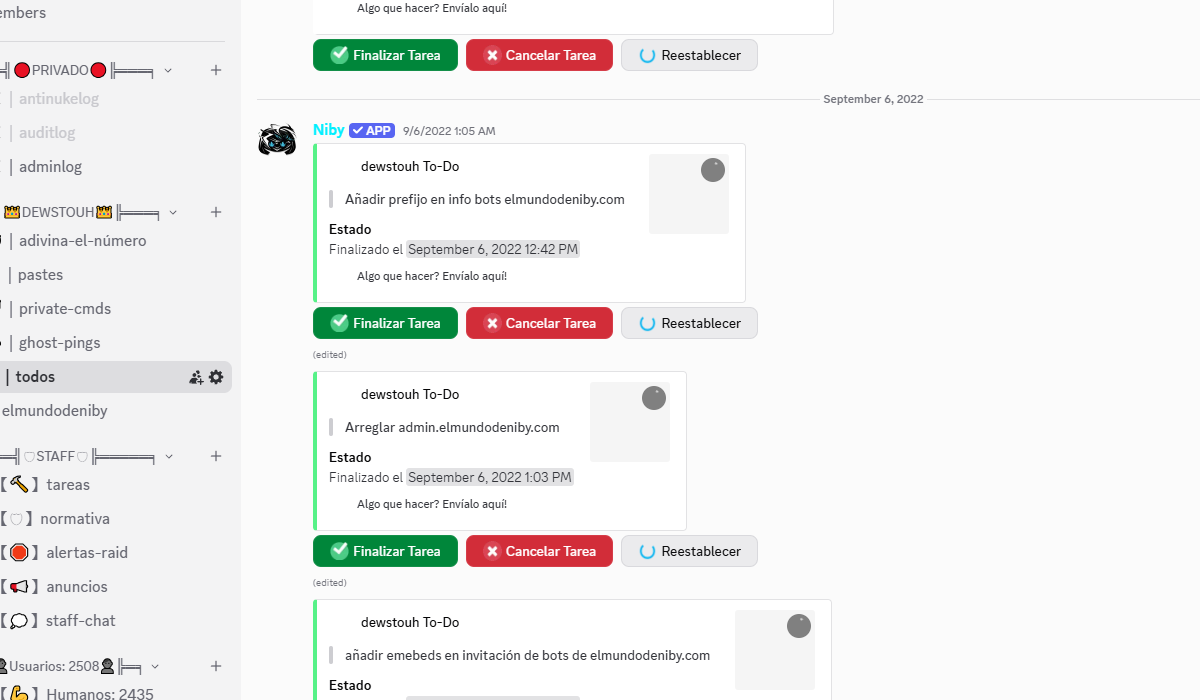 embers
PRIVADO
antinukelog
auditlog
adminlog
DEWSTOUH
adivina-el-número
pastes
private-cmds
ghost-pings
todos
elmundodeniby
STAFF
【🔨】tareas
【🛡】normativa
【🛑】alertas-raid
【📢】anuncios
【💭】staff-chat
Usuarios: 2508
Humanos: 2435
Algo que hacer? Envíalo aquí!
Finalizar Tarea Cancelar Tarea Reestablecer
September 6, 2022
Niby APP 9/6/2022 1:05 AM
dewstouh To-Do
Añadir prefijo en info bots elmundodeniby.com
Estado
Finalizado el September 6, 2022 12:42 PM
Algo que hacer? Envíalo aquí!
Finalizar Tarea Cancelar Tarea Reestablecer
(edited)
dewstouh To-Do
Arreglar admin.elmundodeniby.com
Estado
Finalizado el September 6, 2022 1:03 PM
Algo que hacer? Envíalo aquí!
Finalizar Tarea Cancelar Tarea Reestablecer
(edited)
dewstouh To-Do
añadir emebeds en invitación de bots de elmundodeniby.com
Estado